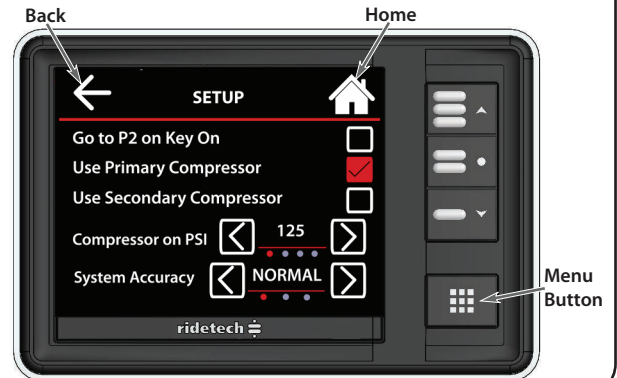 Back
Home
SETUP
Go to P2 on Key On
Use Primary Compressor
Use Secondary Compressor
Compressor on PSI 125
System Accuracy NORMAL
ridetech
Menu
Button